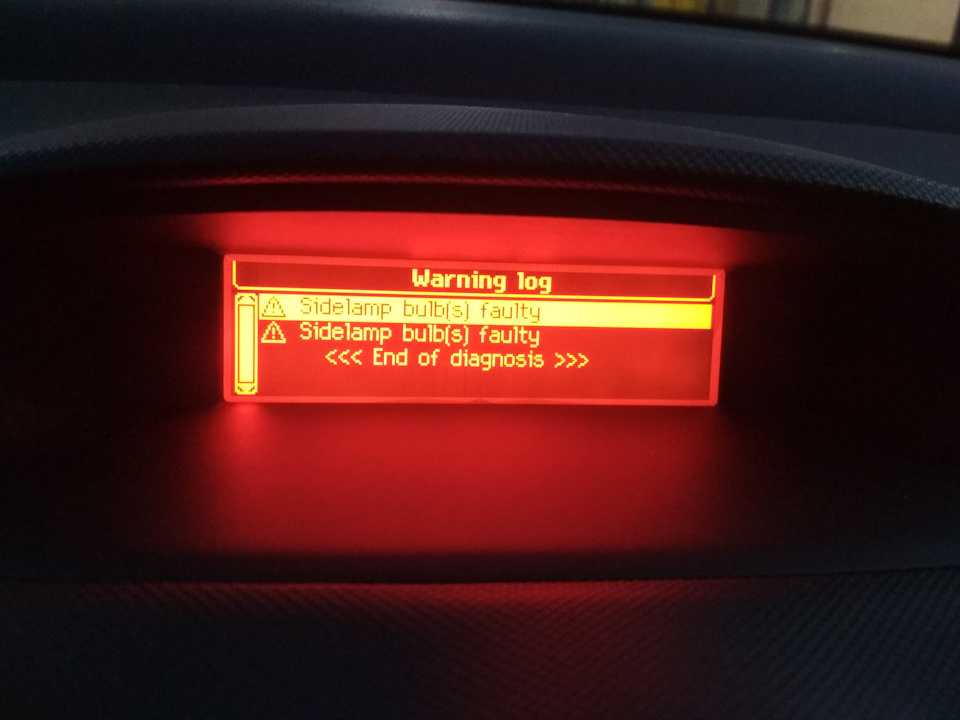 Warning log
Sidelamp bulb(s) faulty
Sidelamp bulb(s) faulty
<<< End of diagnosis >>>